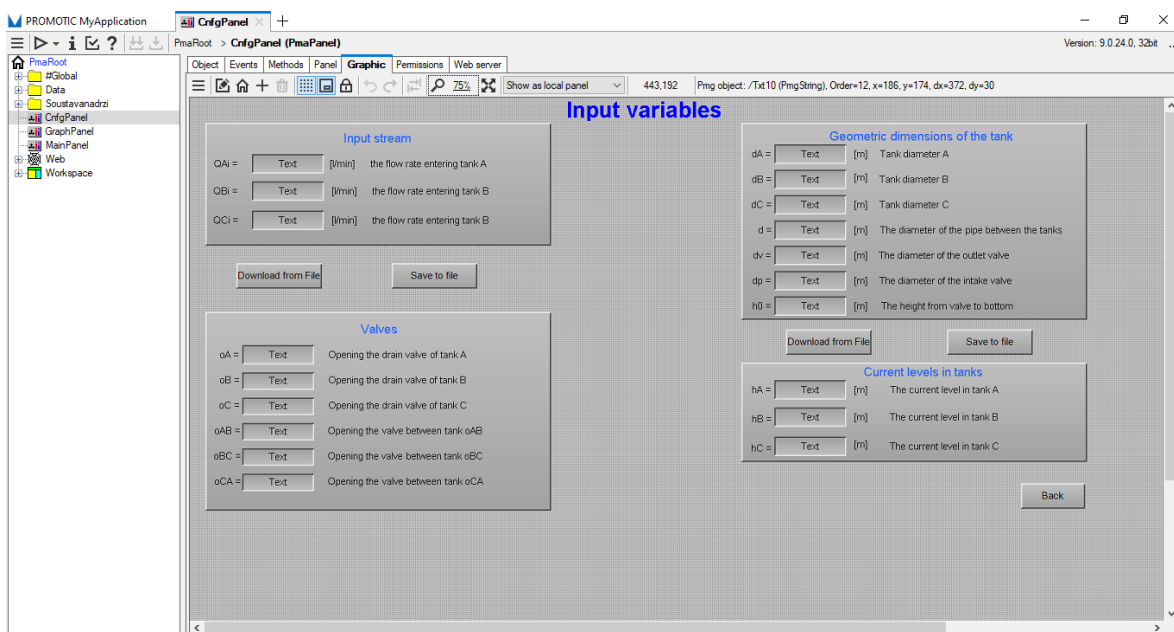 PROMOTIC MyApplication
CnfgPanel
PmaRoot > CnfgPanel (PmaPanel)
Version: 9.0.24.0, 32bit ...
PmaRoot
#Global
Data
Soustavanadrzi
CnfgPanel
GraphPanel
MainPanel
Web
Workspace
Object Events Methods Panel Graphic Permissions Web server
75% Show as local panel 443,192 Pmg object: /Txt10 (PmgString), Order=12, x=186, y=174, dx=372, dy=30
Input variables
Input stream
QAi = Text [l/min] the flow rate entering tank A
QBi = Text [l/min] the flow rate entering tank B
QCi = Text [l/min] the flow rate entering tank B
Download from File Save to file
Valves
oA = Text Opening the drain valve of tank A
oB = Text Opening the drain valve of tank B
oC = Text Opening the drain valve of tank C
oAB = Text Opening the valve between tank oAB
oBC = Text Opening the valve between tank oBC
oCA = Text Opening the valve between tank oCA
Geometric dimensions of the tank
dA = Text [m] Tank diameter A
dB = Text [m] Tank diameter B
dC = Text [m] Tank diameter C
d = Text [m] The diameter of the pipe between the tanks
dv = Text [m] The diameter of the outlet valve
dp = Text [m] The diameter of the intake valve
h0 = Text [m] The height from valve to bottom
Download from File Save to file
Current levels in tanks
hA = Text [m] The current level in tank A
hB = Text [m] The current level in tank B
hC = Text [m] The current level in tank C
Back